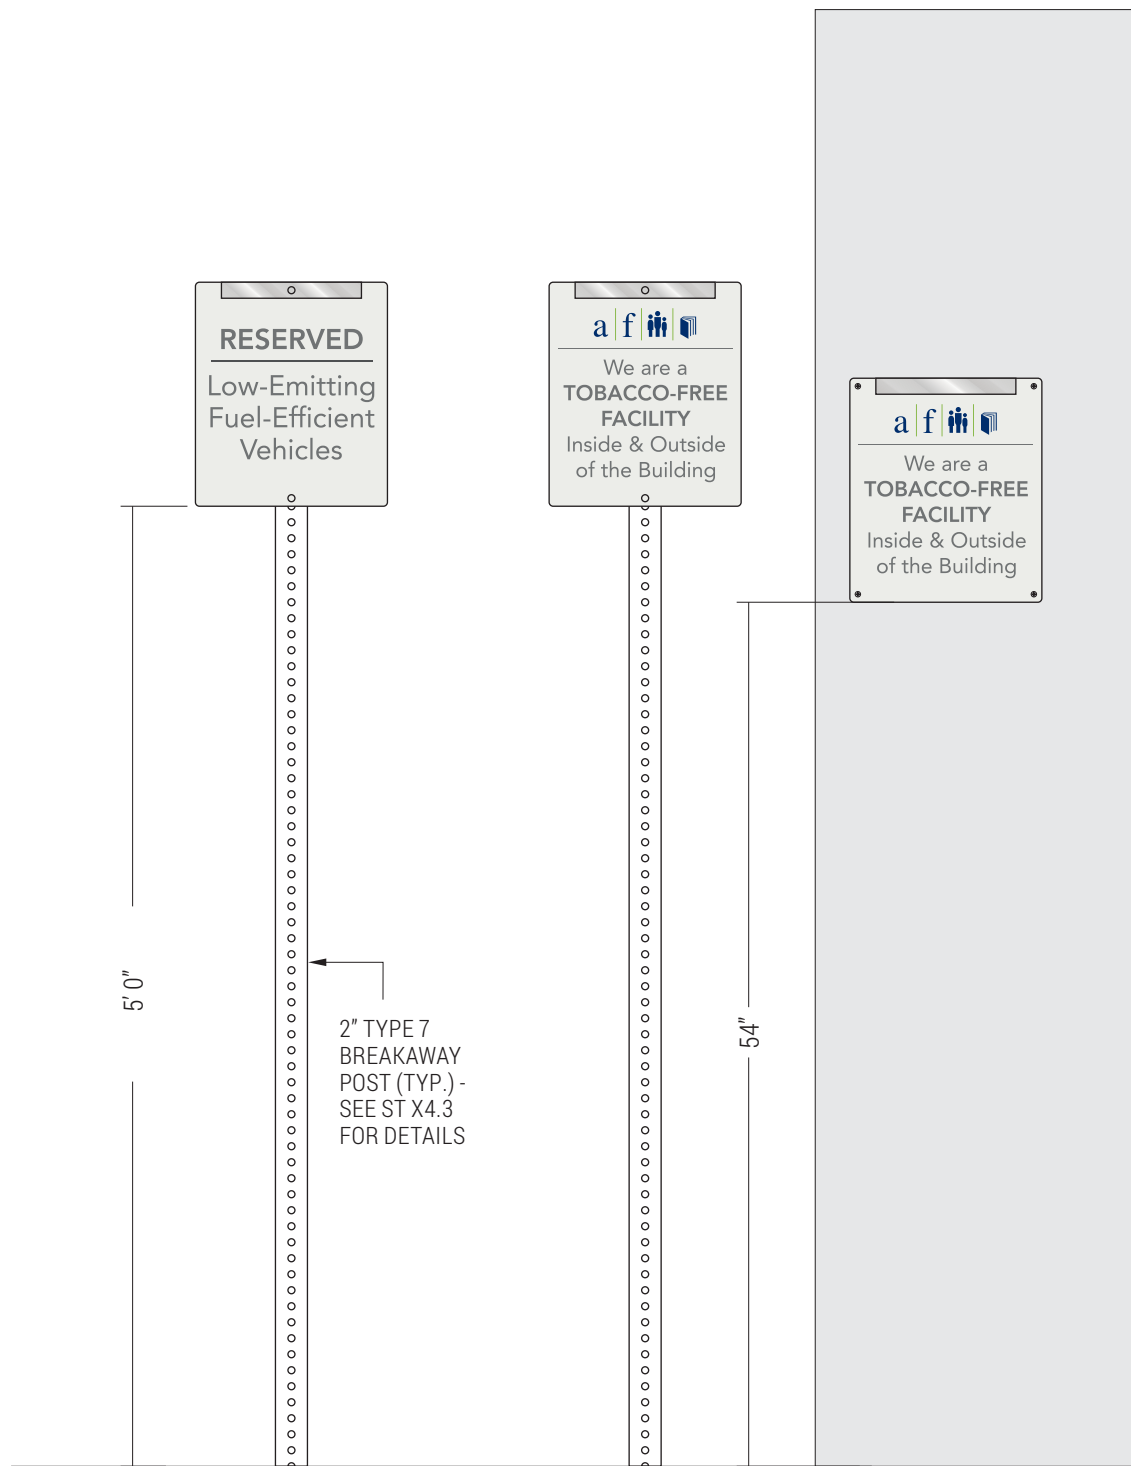 RESERVED
Low-Emitting
Fuel-Efficient
Vehicles
a f
We are a
TOBACCO-FREE
FACILITY
Inside & Outside
of the Building
a f
We are a
TOBACCO-FREE
FACILITY
Inside & Outside
of the Building
5' 0"
2" TYPE 7
BREAKAWAY
POST (TYP.) -
SEE ST X4.3
FOR DETAILS
54"